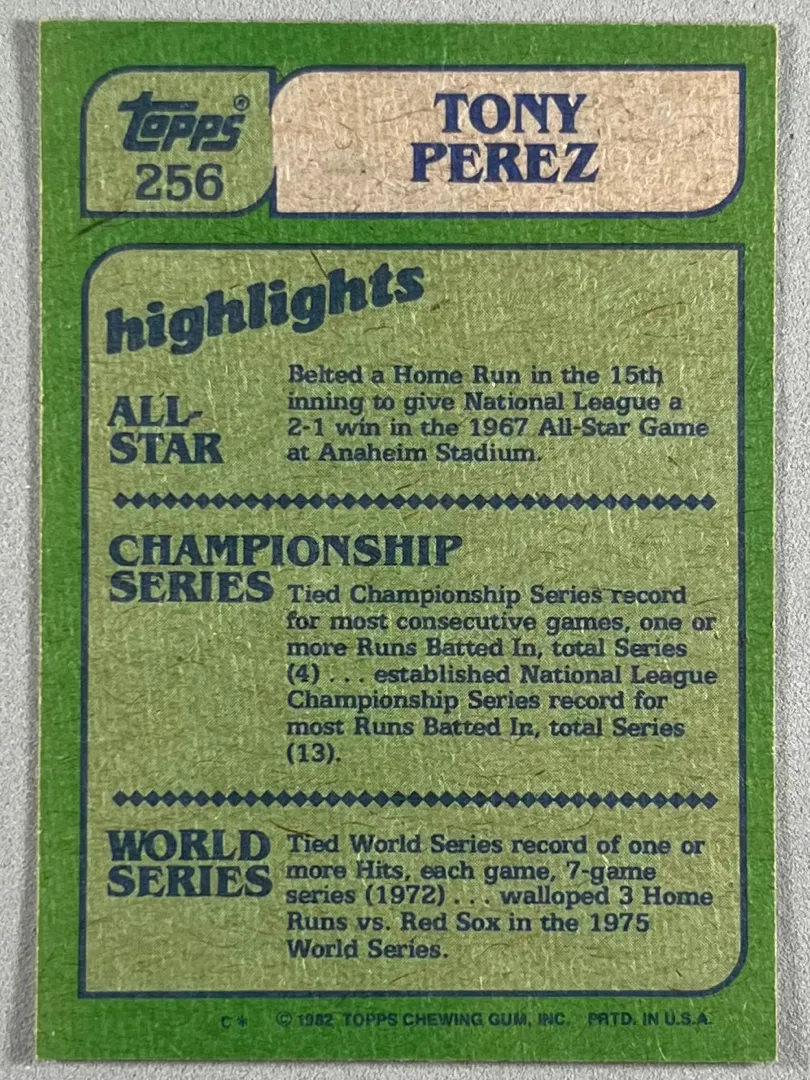 topps®
256
TONY
PEREZ
highlights
ALL-
STAR
Belted a Home Run in the 15th
inning to give National League a
2-1 win in the 1967 All-Star Game
at Anaheim Stadium.
CHAMPIONSHIP
SERIES
Tied Championship Series record
for most consecutive games, one or
more Runs Batted In, total Series
(4) . . . established National League
Championship Series record for
most Runs Batted In, total Series
(13).
WORLD
SERIES
Tied World Series record of one or
more Hits, each game, 7-game
series (1972) . . . walloped 3 Home
Runs vs. Red Sox in the 1975
World Series.
C* © 1982 TOPPS CHEWING GUM, INC. PRTD. IN U.S.A.